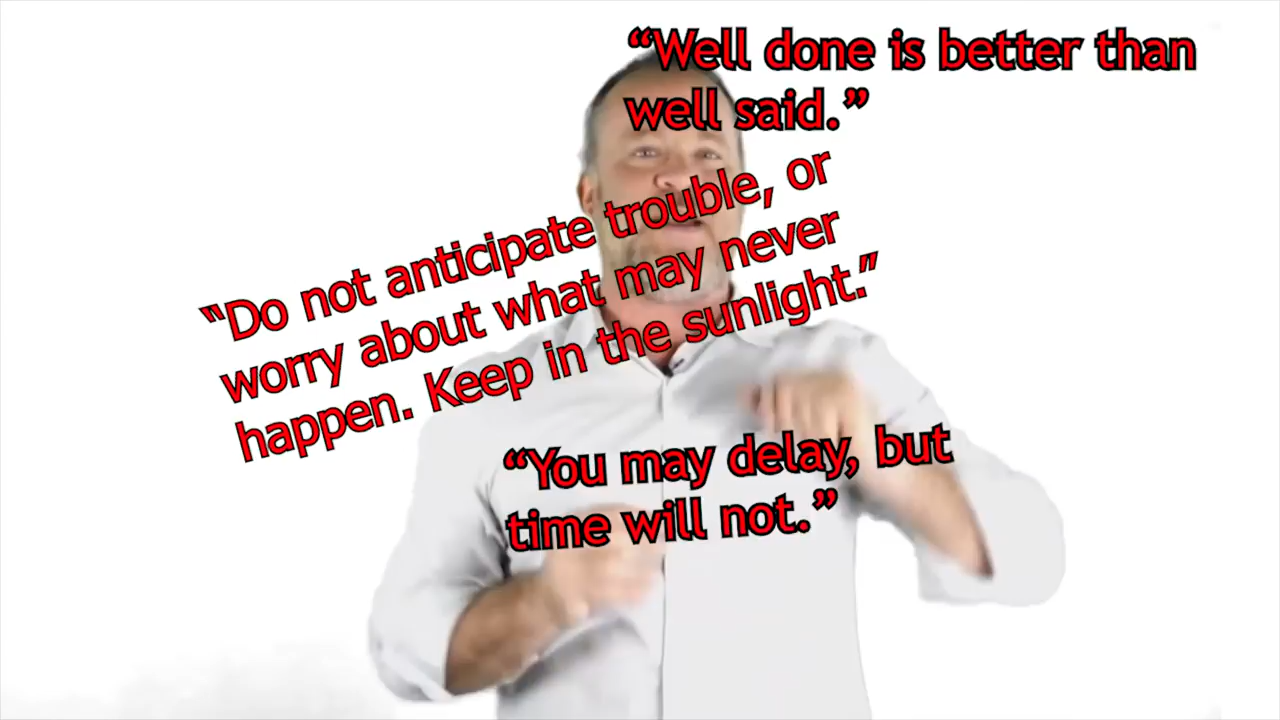 “Well done is better than
well said.”
“Do not anticipate trouble, or
worry about what may never
happen. Keep in the sunlight.”
“You may delay, but
time will not.”